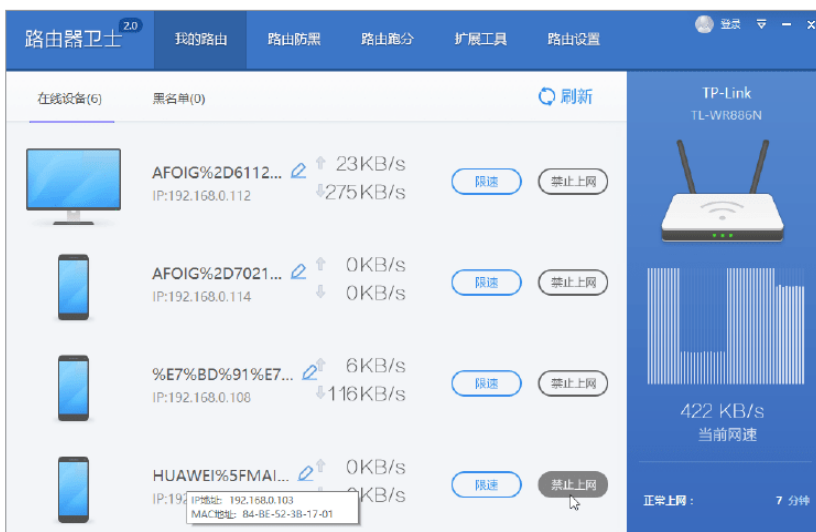 路由器卫士 2.0 我的路由 路由防黑 路由跑分 扩展工具 路由设置 登录
在线设备(6) 黑名单(0) 刷新
TP-Link
TL-WR886N
AFOIG%2D6112... 23KB/s 限速 禁止上网
IP:192.168.0.112 275KB/s
AFOIG%2D7021... 0KB/s 限速 禁止上网
IP:192.168.0.114 0KB/s
%E7%BD%91%E7... 6KB/s 限速 禁止上网
IP:192.168.0.108 116KB/s
422 KB/s
当前网速
HUAWEI%5FMAI... 0KB/s 限速 禁止上网
IP:192 KB/s
IP地址: 192.168.0.103
MAC地址: 84-BE-52-3B-17-01
正常上网: 7 分钟